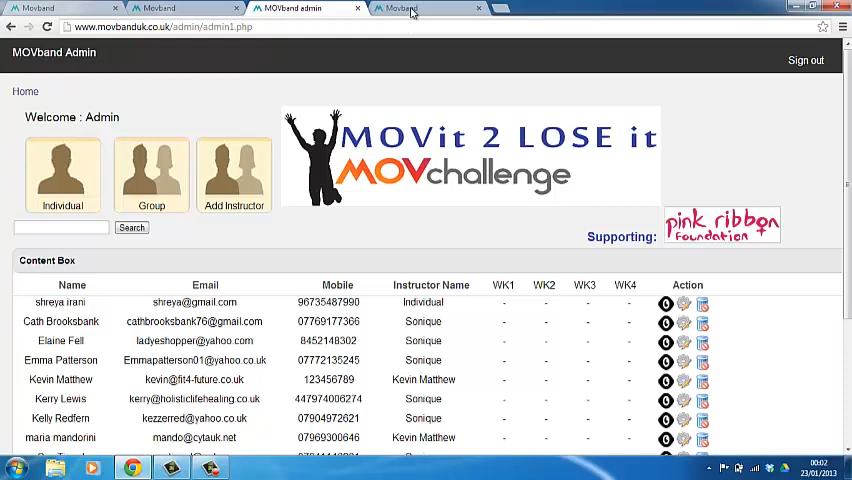 Movband Movband MOVband admin Movband
www.movbanduk.co.uk/admin/admin1.php
MOVband Admin
Sign out
Home
Welcome : Admin
MOVit 2 LOSE it
MOVchallenge
Individual Group Add Instructor
Search
Supporting: pink ribbon
Foundation
Content Box
Name Email Mobile Instructor Name WK1 WK2 WK3 WK4 Action
shreya irani shreya@gmail.com 96735487990 Individual - - - -
Cath Brooksbank cathbrooksbank76@gmail.com 07769177366 Sonique - - - -
Elaine Fell ladyeshopper@yahoo.com 8452148302 Sonique - - - -
Emma Patterson Emmapatterson01@yahoo.co.uk 07772135245 Sonique - - - -
Kevin Matthew kevin@fit4-future.co.uk 123456789 Kevin Matthew - - - -
Kerry Lewis kerry@holisticlifehealing.co.uk 447974006274 Sonique - - - -
Kelly Redfern kezzerred@yahoo.co.uk 07904972621 Sonique - - - -
maria mandorini mando@cytauk.net 07969300646 Kevin Matthew - - - -
00:02
23/01/2013